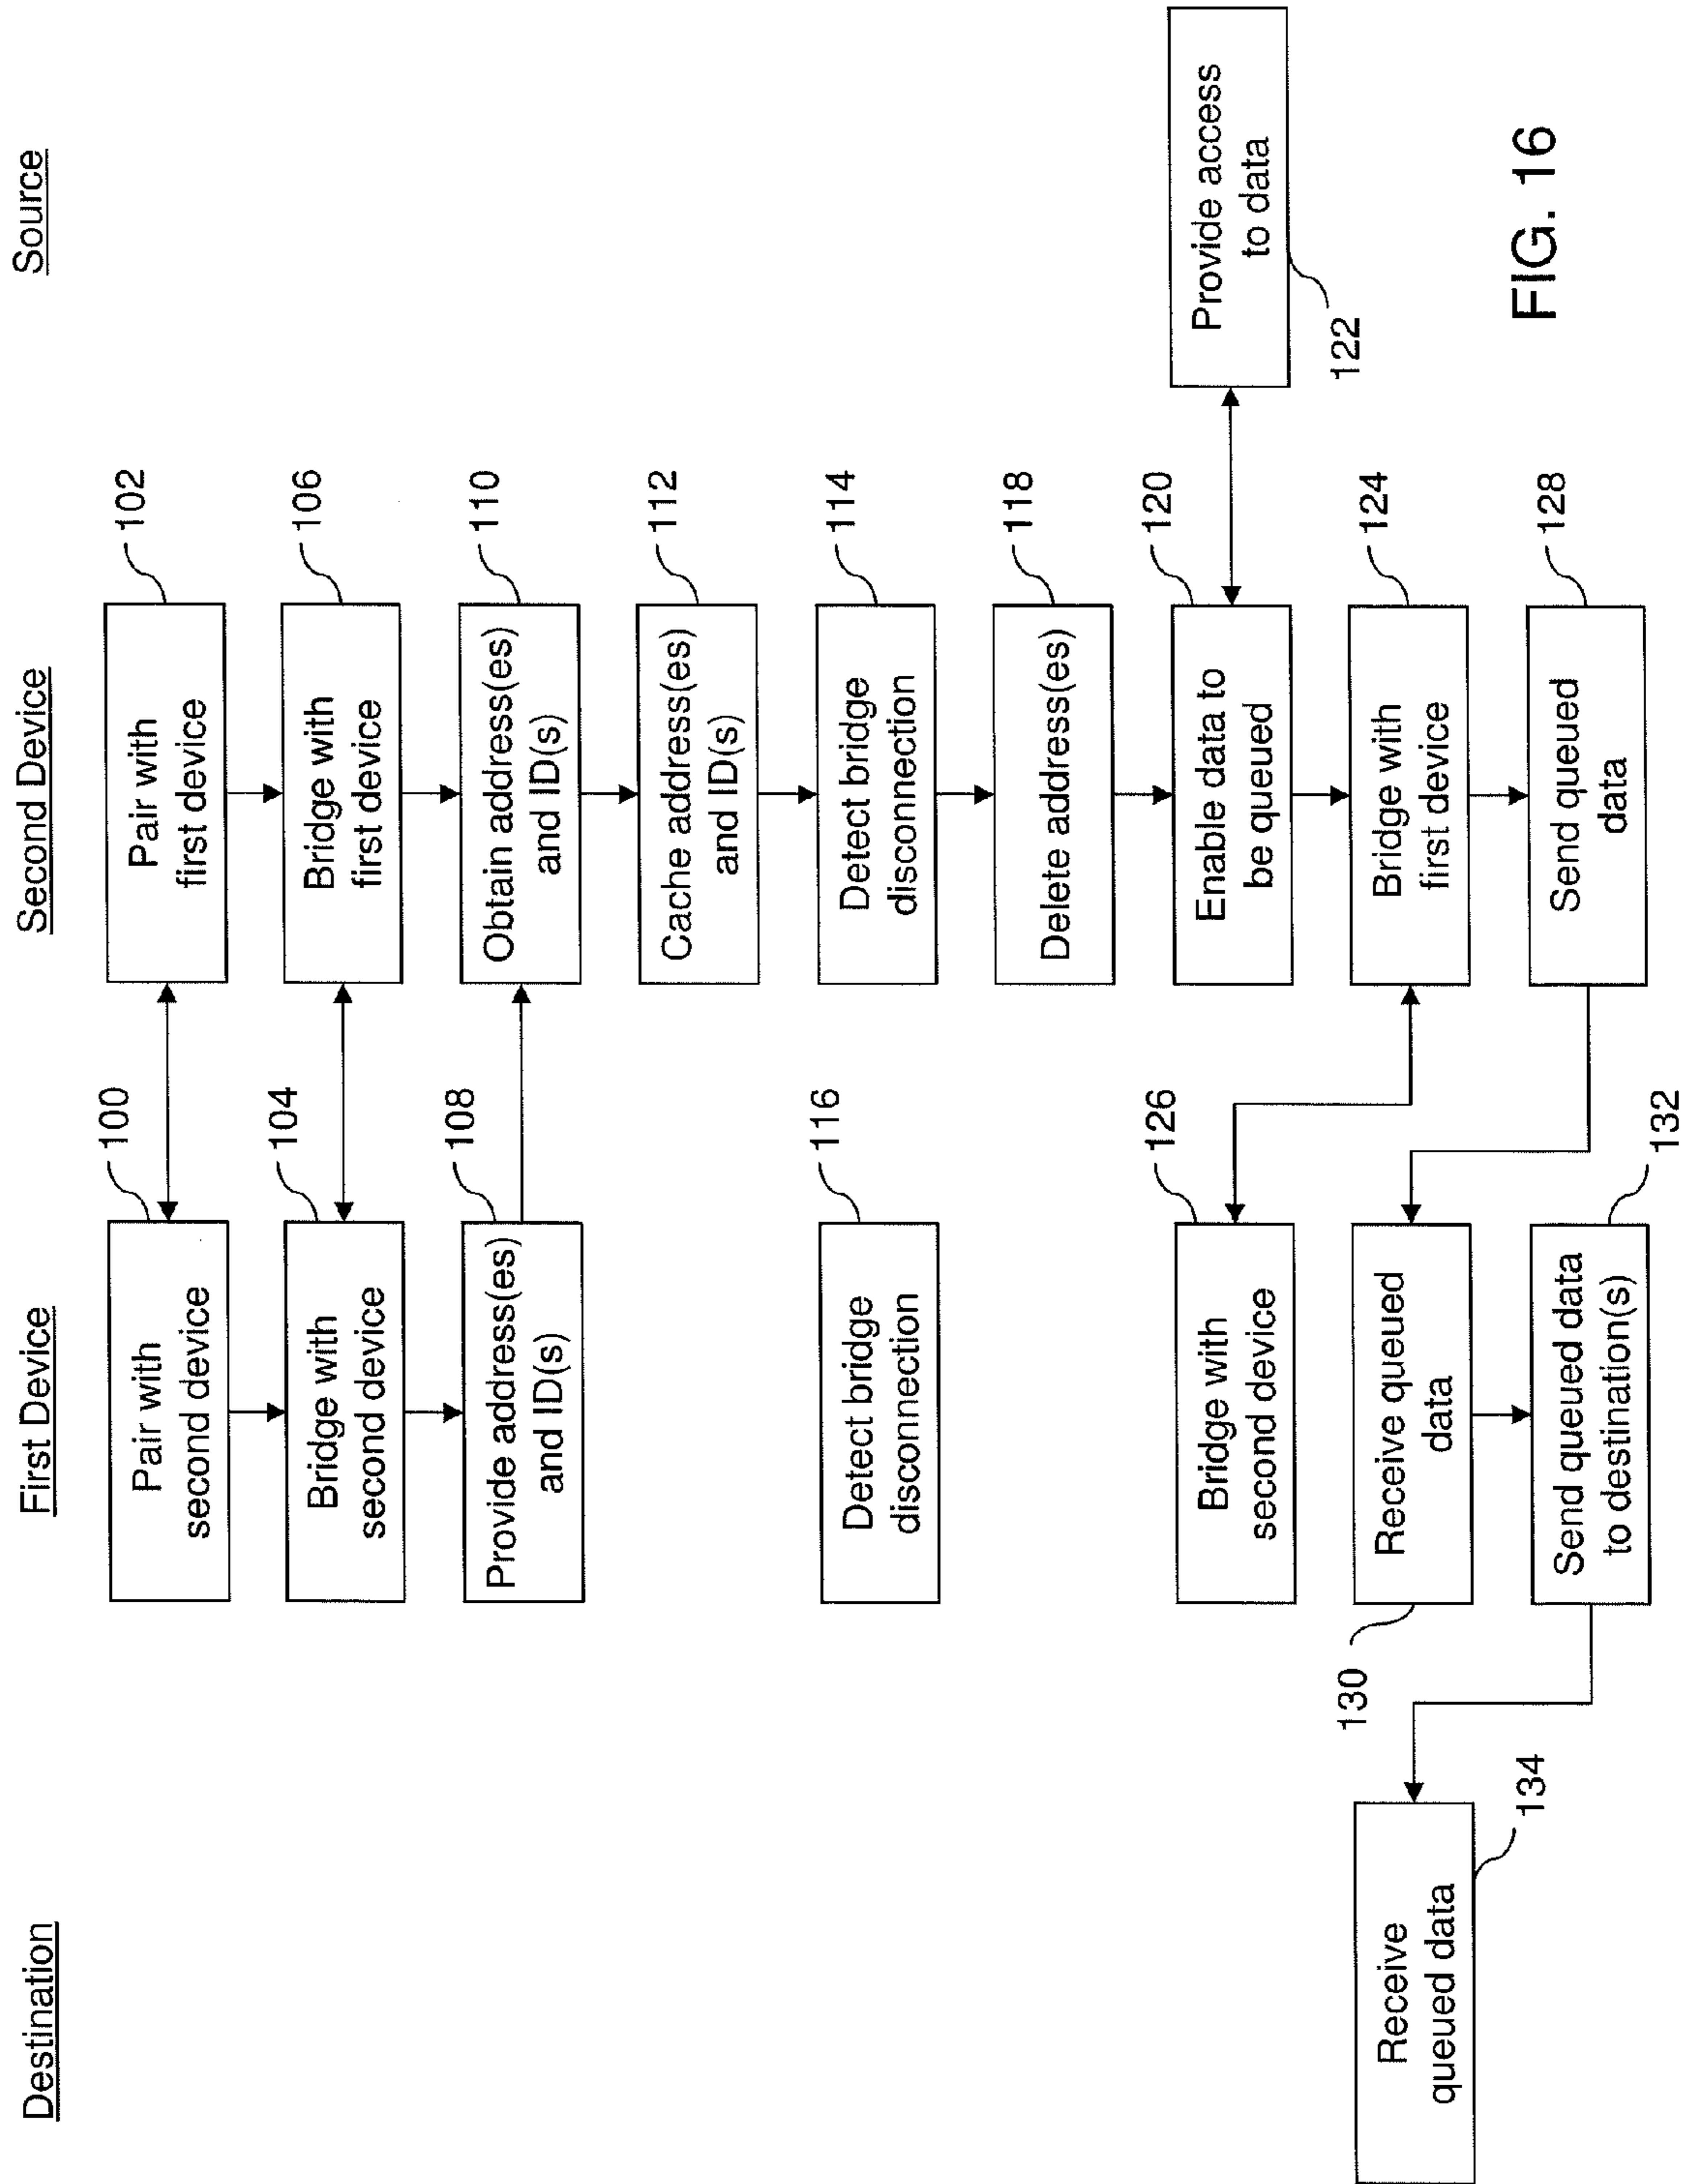 Destination
First Device
Second Device
Source
100
Pair with
second device
102
Pair with
first device
104
Bridge with
second device
106
Bridge with
first device
108
Provide address(es)
and ID(s)
110
Obtain address(es)
and ID(s)
112
Cache address(es)
and ID(s)
116
Detect bridge
disconnection
114
Detect bridge
disconnection
118
Delete address(es)
126
Bridge with
second device
120
Enable data to
be queued
Provide access
to data
122
Receive
queued data
134
130
Receive queued
data
124
Bridge with
first device
132
Send queued data
to destination(s)
128
Send queued
data
FIG. 16